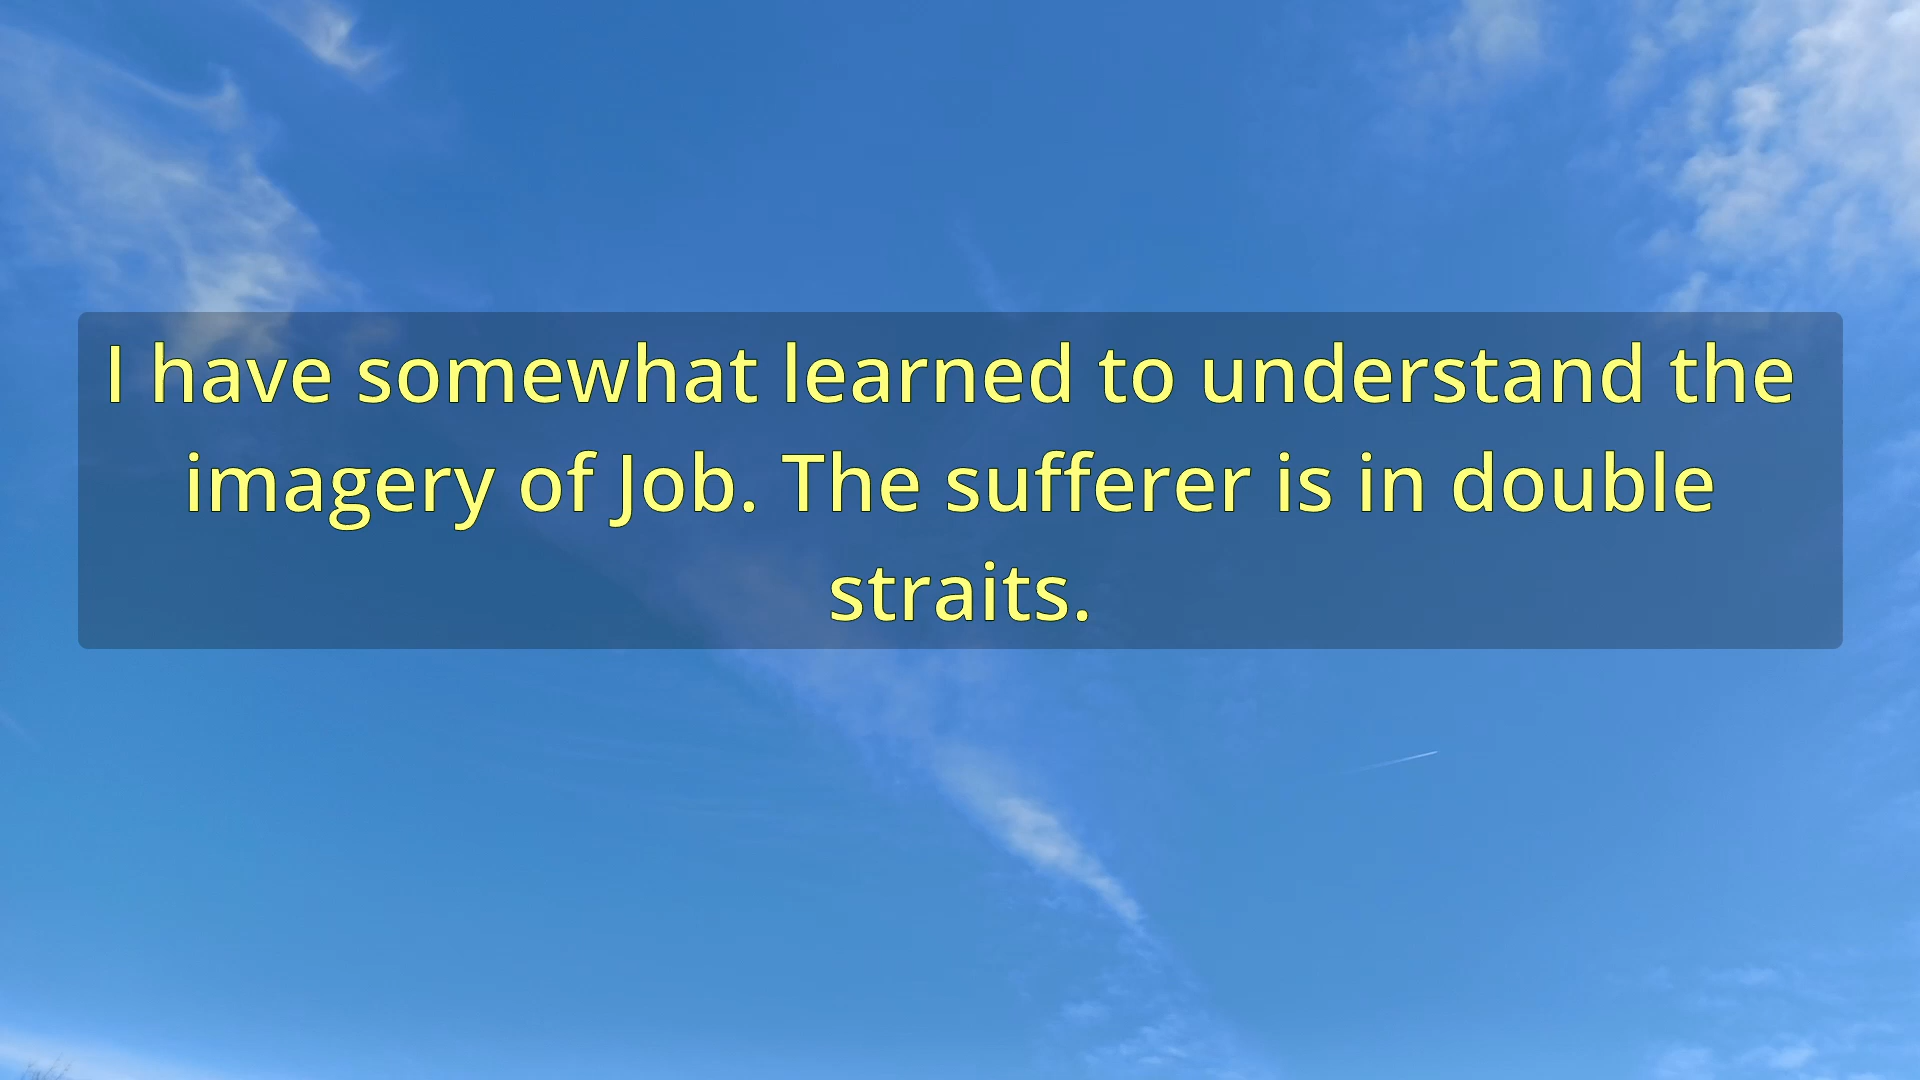 I have somewhat learned to understand the
imagery of Job. The sufferer is in double
straits.